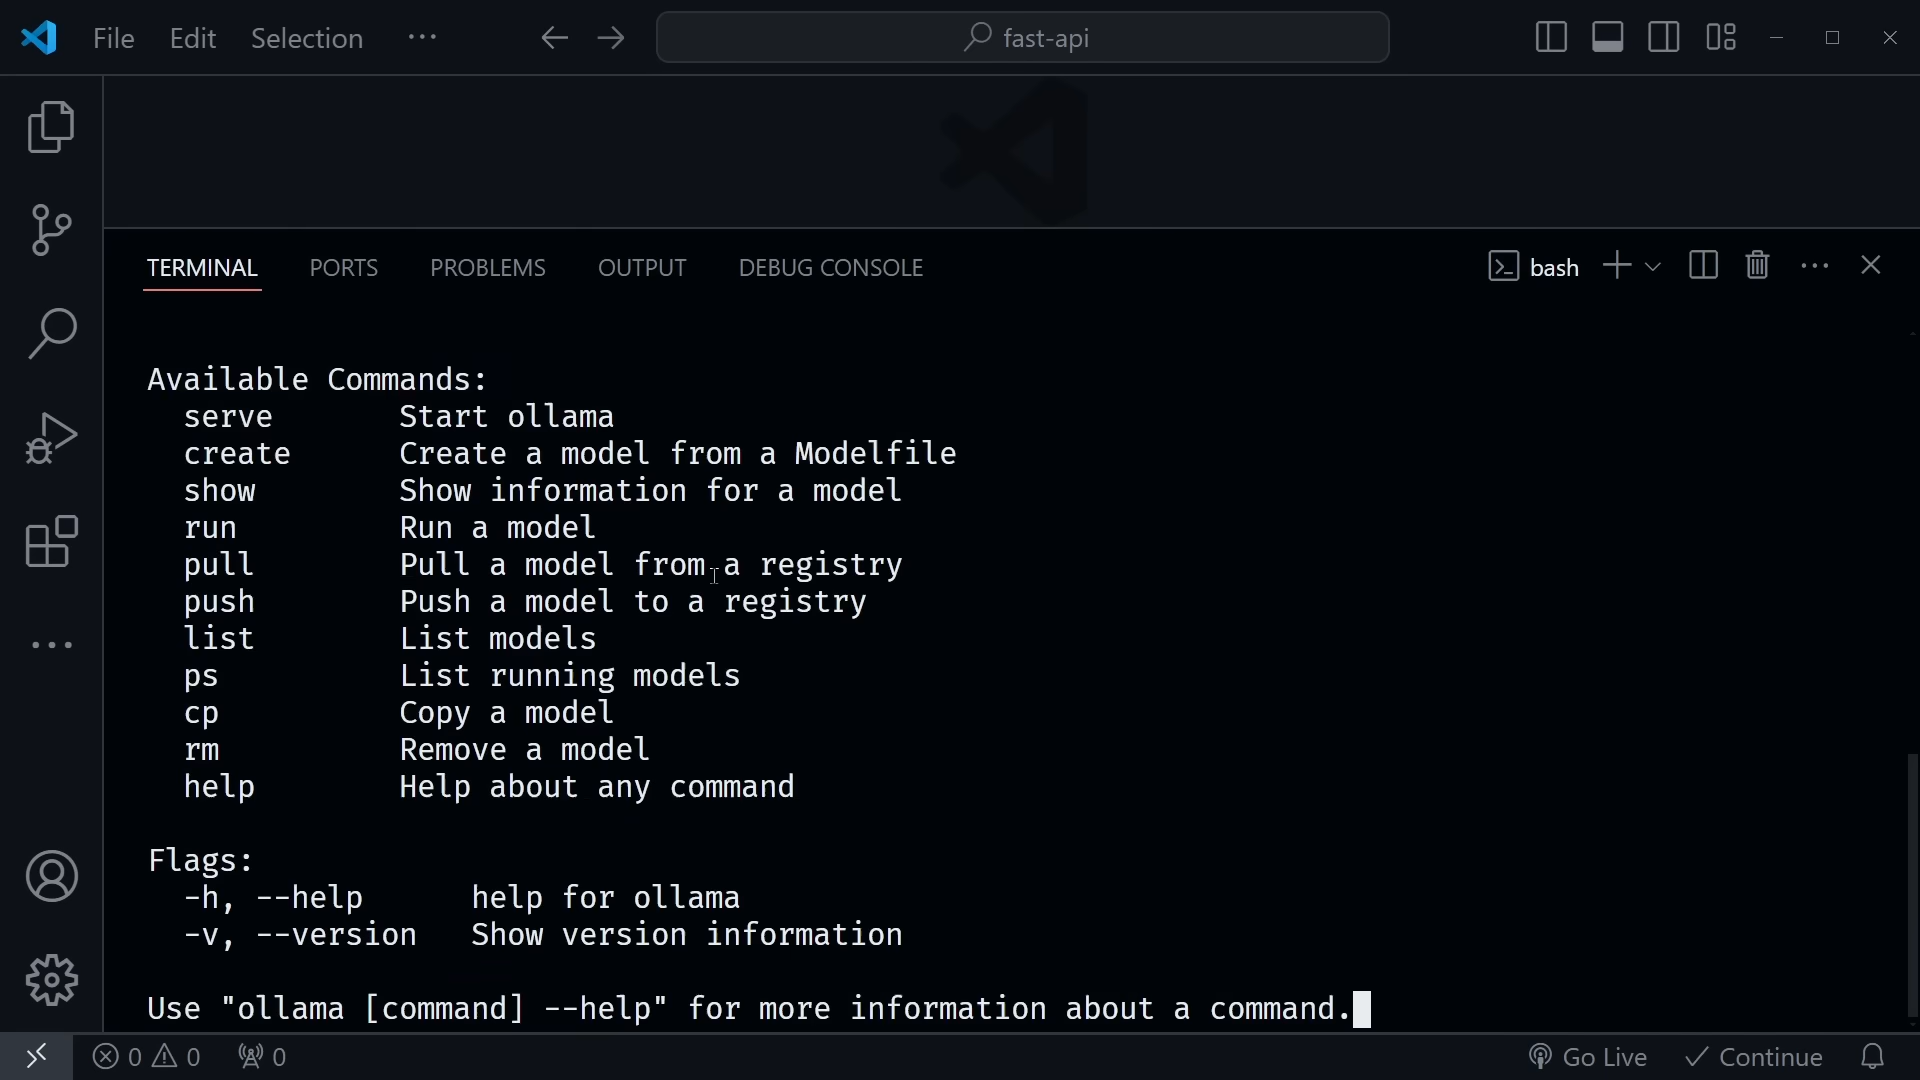 File Edit Selection ··· fast-api
TERMINAL PORTS PROBLEMS OUTPUT DEBUG CONSOLE bash
Available Commands:
serve Start ollama
create Create a model from a Modelfile
show Show information for a model
run Run a model
pull Pull a model from a registry
push Push a model to a registry
list List models
ps List running models
cp Copy a model
rm Remove a model
help Help about any command
Flags:
-h, --help help for ollama
-v, --version Show version information
Use "ollama [command] --help" for more information about a command.
0 0 0 Go Live Continue